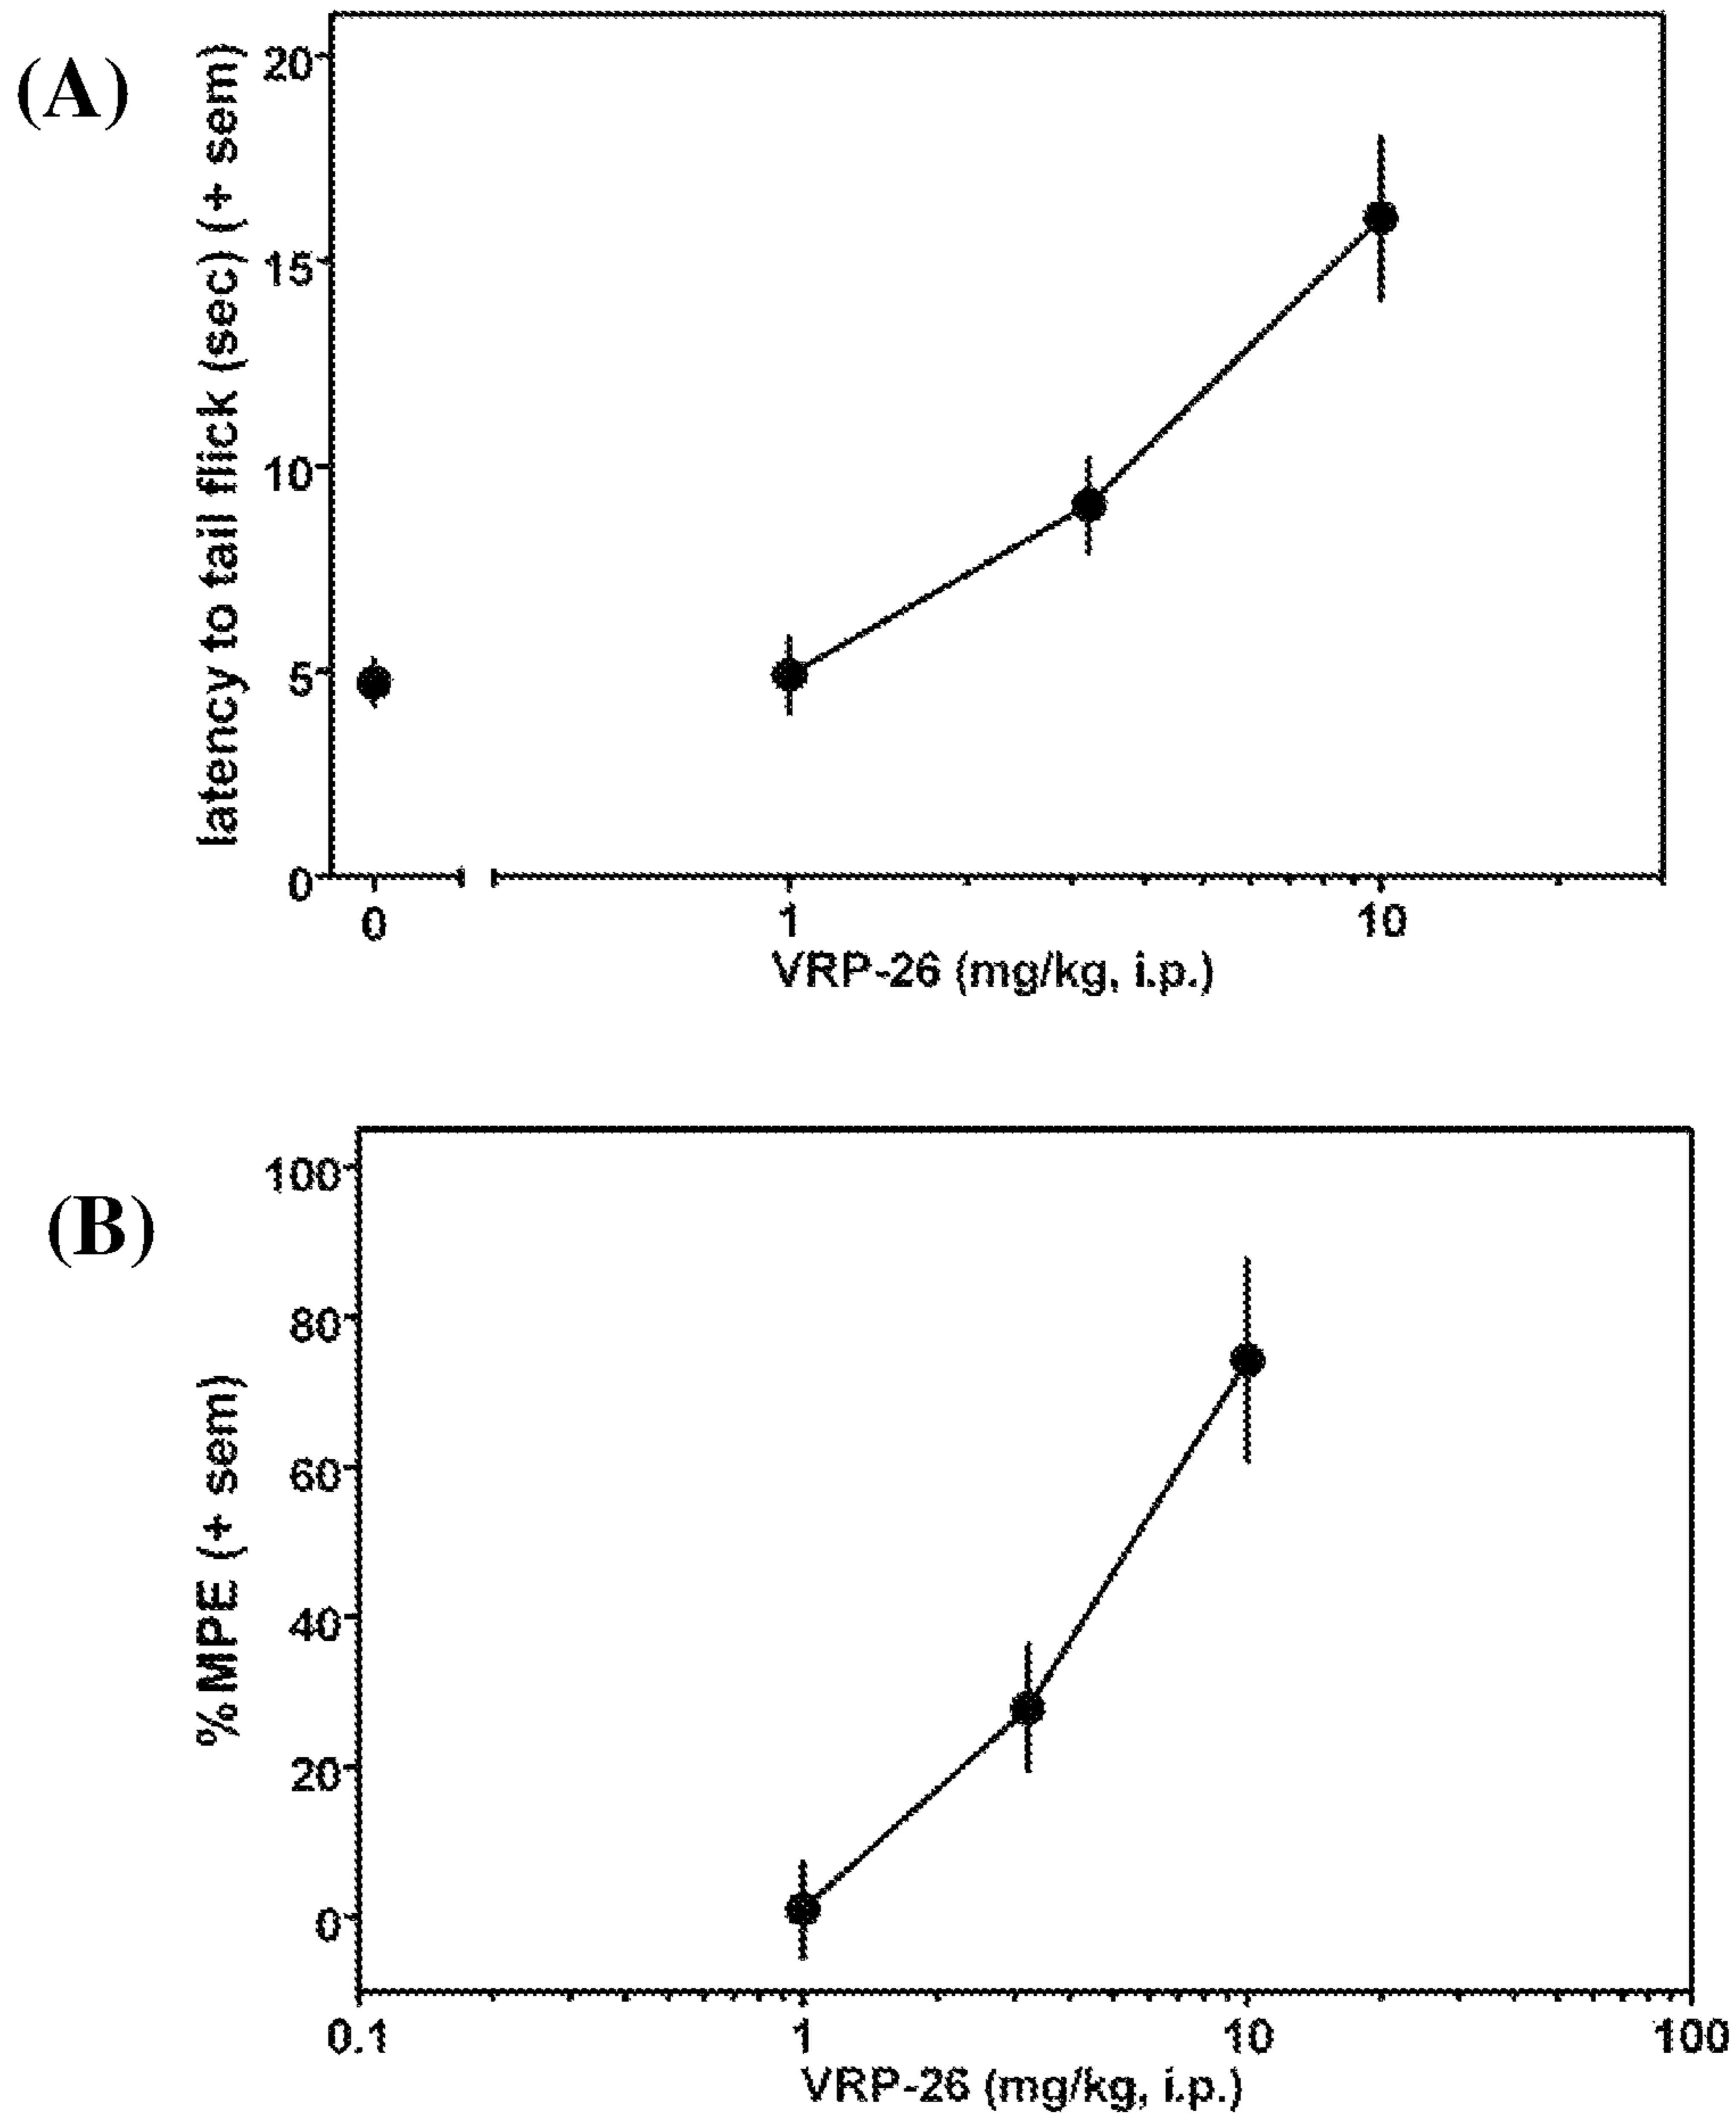 (A)
latency to tail flick (sec) (+ sem)
20
15
10
5
0
0 1 10
VRP-26 (mg/kg, i.p.)
(B)
%MPE (+ sem)
100
80
60
40
20
0
0.1 1 10 100
VRP-26 (mg/kg, i.p.)